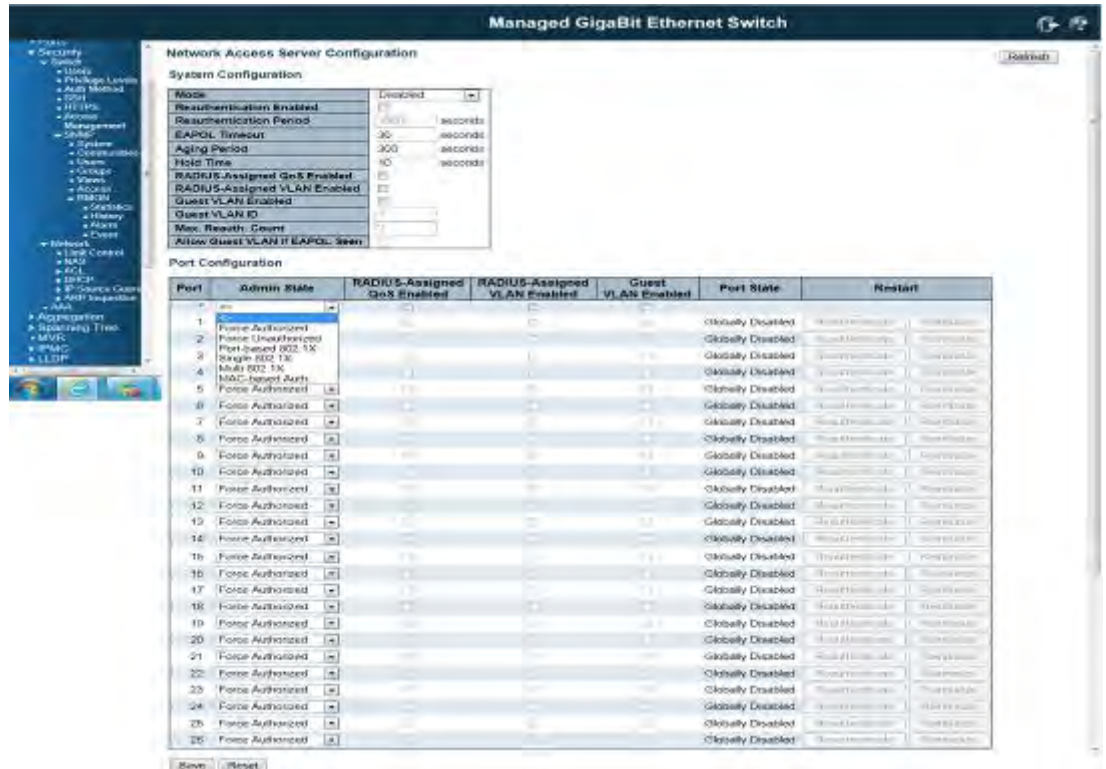 Managed GigaBit Ethernet Switch
Security
Switch
Users
Privilege Levels
Auth Method
SSH
HTTPS
Access
Management
SNMP
System
Communities
Users
Groups
Views
Access
RMON
Statistics
History
Alarm
Event
Network
Limit Control
NAS
ACL
DHCP
IP Source Guard
ARP Inspection
AAA
Aggregation
Spanning Tree
MVR
IPMC
LLDP
Network Access Server Configuration
Refresh
System Configuration
Mode Disabled
Reauthentication Enabled
Reauthentication Period seconds
EAPOL Timeout 30 seconds
Aging Period 300 seconds
Hold Time 10 seconds
RADIUS-Assigned QoS Enabled
RADIUS-Assigned VLAN Enabled
Guest VLAN Enabled
Guest VLAN ID
Max. Reauth. Count
Allow Guest VLAN if EAPOL Seen
Port Configuration
Port Admin State RADIUS-Assigned QoS Enabled RADIUS-Assigned VLAN Enabled Guest VLAN Enabled Port State Restart
* <>
<>
Force Authorized
Force Unauthorized
Port-based 802.1X
Single 802.1X
Multi 802.1X
MAC-based Auth.
1 Globally Disabled
2 Globally Disabled
3 Globally Disabled
4 Globally Disabled
5 Force Authorized Globally Disabled
6 Force Authorized Globally Disabled
7 Force Authorized Globally Disabled
8 Force Authorized Globally Disabled
9 Force Authorized Globally Disabled
10 Force Authorized Globally Disabled
11 Force Authorized Globally Disabled
12 Force Authorized Globally Disabled
13 Force Authorized Globally Disabled
14 Force Authorized Globally Disabled
15 Force Authorized Globally Disabled
16 Force Authorized Globally Disabled
17 Force Authorized Globally Disabled
18 Force Authorized Globally Disabled
19 Force Authorized Globally Disabled
20 Force Authorized Globally Disabled
21 Force Authorized Globally Disabled
22 Force Authorized Globally Disabled
23 Force Authorized Globally Disabled
24 Force Authorized Globally Disabled
25 Force Authorized Globally Disabled
26 Force Authorized Globally Disabled
Save Reset